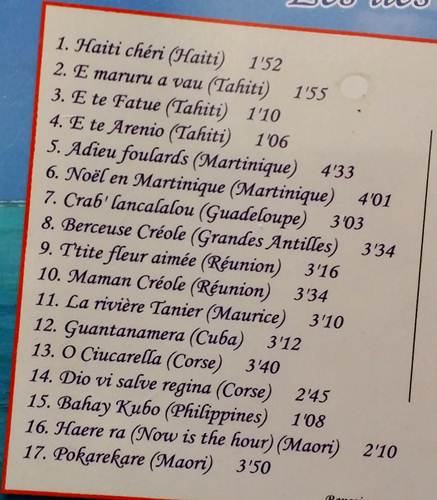 1. Haiti chéri (Haiti) 1'52
2. E maruru a vau (Tahiti) 1'55
3. E te Fatue (Tahiti) 1'10
4. E te Arenio (Tahiti) 1'06
5. Adieu foulards (Martinique) 4'33
6. Noël en Martinique (Martinique) 4'01
7. Crab' lancalalou (Guadeloupe) 3'03
8. Berceuse Créole (Grandes Antilles) 3'34
9. T'tite fleur aimée (Réunion) 3'16
10. Maman Créole (Réunion) 3'34
11. La rivière Tanier (Maurice) 3'10
12. Guantanamera (Cuba) 3'12
13. O Ciucarella (Corse) 3'40
14. Dio vi salve regina (Corse) 2'45
15. Bahay Kubo (Philippines) 1'08
16. Haere ra (Now is the hour) (Maori) 2'10
17. Pokarekare (Maori) 3'50